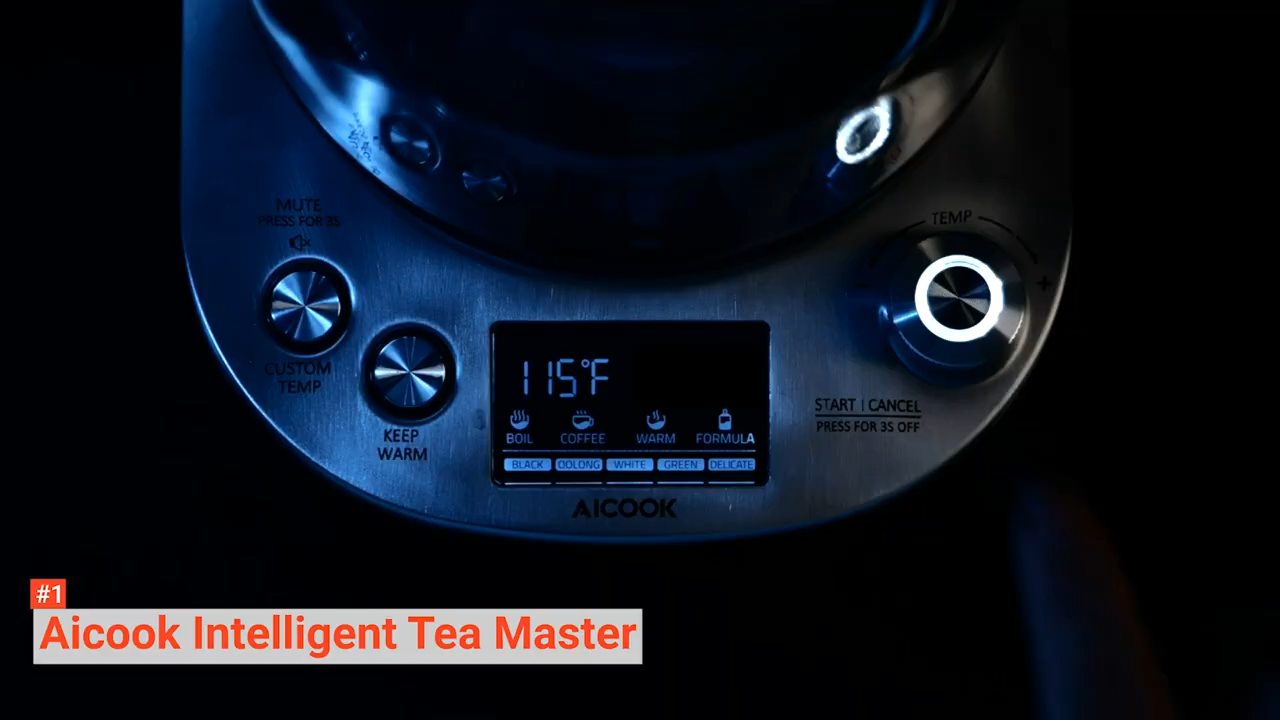 MUTE
PRESS FOR 3S
CUSTOM
TEMP
KEEP
WARM
115°F
BOIL COFFEE WARM FORMULA
BLACK OOLONG WHITE GREEN DELICATE
AICOOK
TEMP
+
START | CANCEL
PRESS FOR 3S OFF
#1
Aicook Intelligent Tea Master